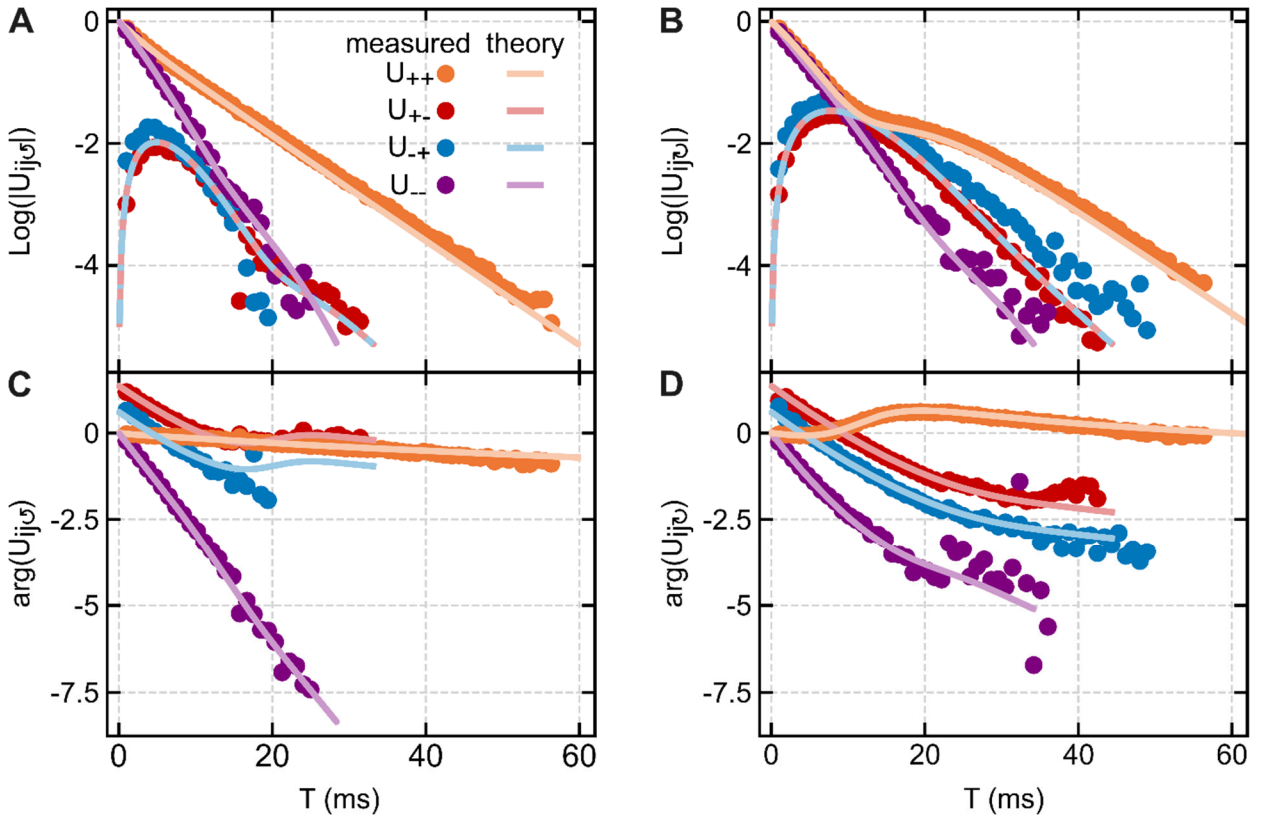 A
B
measured theory
U++
U+-
U-+
U--
0
-2
-4
Log(|Uij↺|)
0
-2
-4
Log(|Uij↻|)
C
D
0
-2.5
-5
-7.5
arg(Uij↺)
0
-2.5
-5
-7.5
arg(Uij↻)
0 20 40 60
0 20 40 60
T (ms)
T (ms)